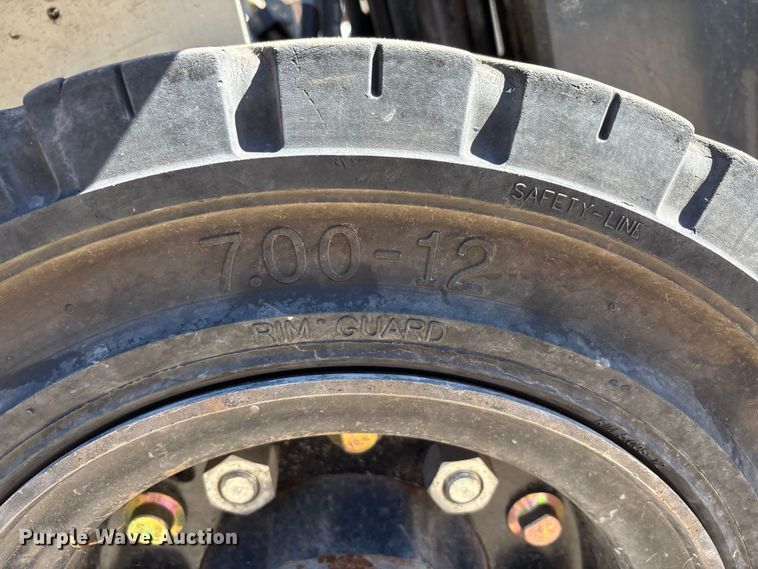 SAFETY-LINE
7.00-12
RIM GUARD
Purple Wave Auction